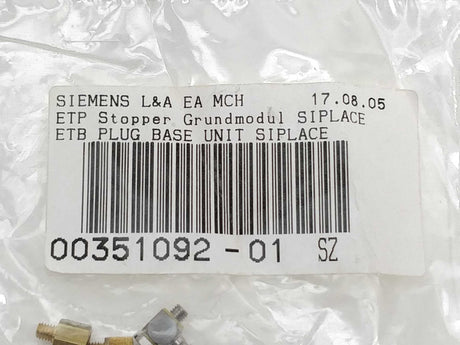 SIEMENS L&A EA MCH 17.08.05
ETP Stopper Grundmodul SIPLACE
ETB PLUG BASE UNIT SIPLACE
00351092-01 SZ